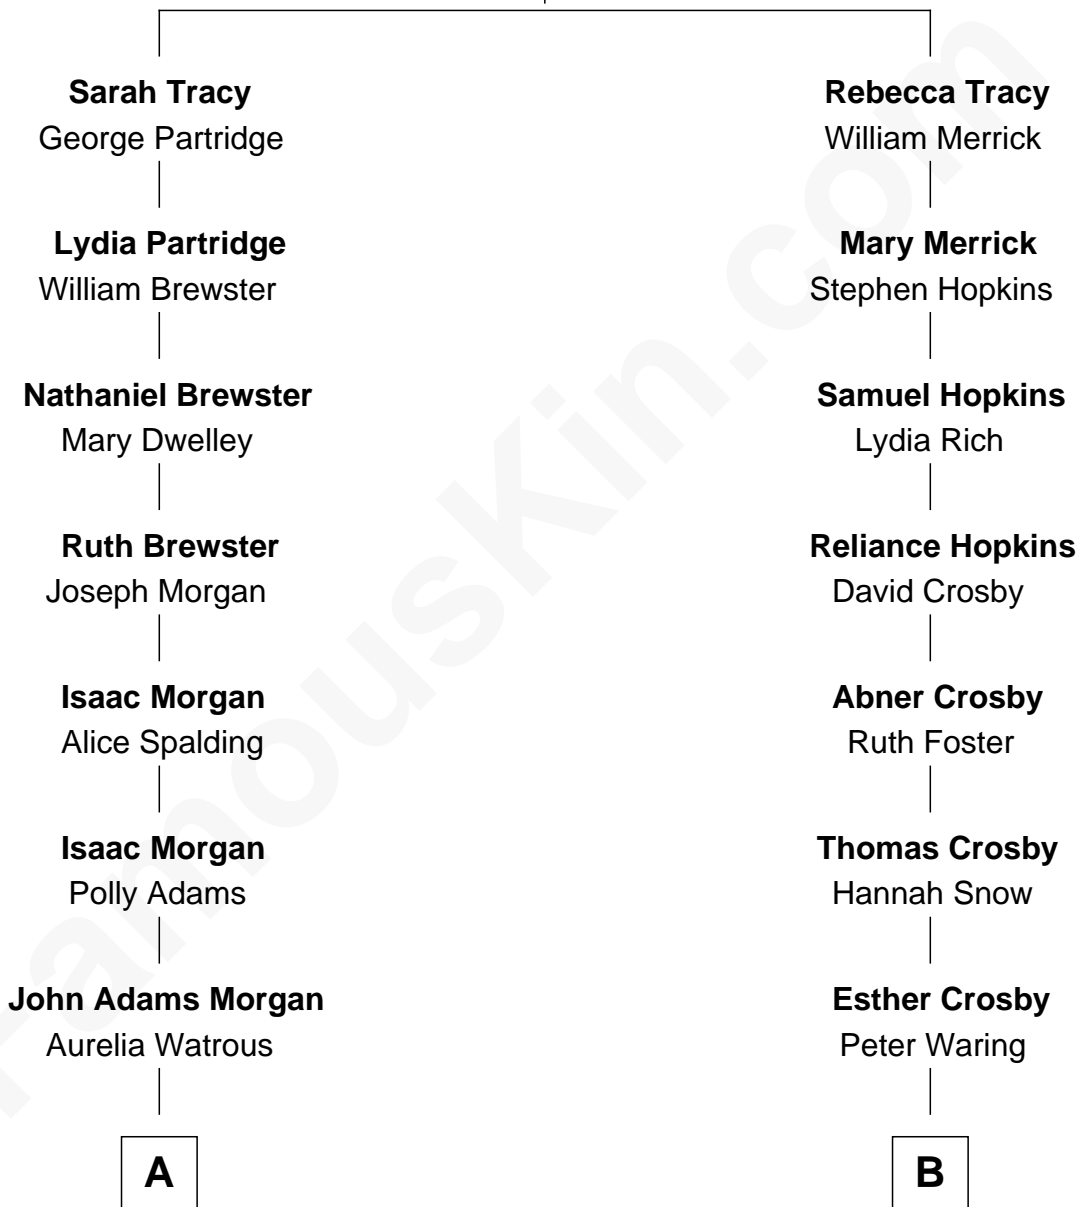 Sarah Tracy
George Partridge
Rebecca Tracy
William Merrick
Lydia Partridge
William Brewster
Mary Merrick
Stephen Hopkins
Nathaniel Brewster
Mary Dwelley
Samuel Hopkins
Lydia Rich
Ruth Brewster
Joseph Morgan
Reliance Hopkins
David Crosby
Isaac Morgan
Alice Spalding
Abner Crosby
Ruth Foster
Isaac Morgan
Polly Adams
Thomas Crosby
Hannah Snow
John Adams Morgan
Aurelia Watrous
Esther Crosby
Peter Waring
A
B
FamousKin.com